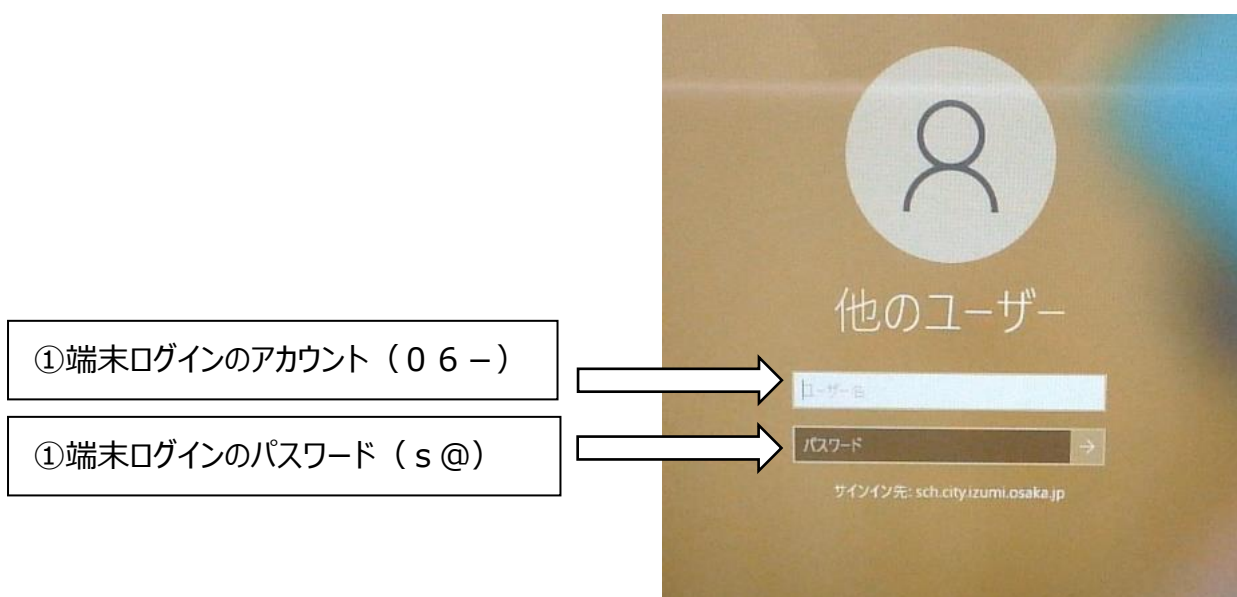 他のユーザー
①端末ログインのアカウント（０６－）
ユーザー名
①端末ログインのパスワード（ｓ＠）
パスワード
サインイン先: sch.city.izumi.osaka.jp